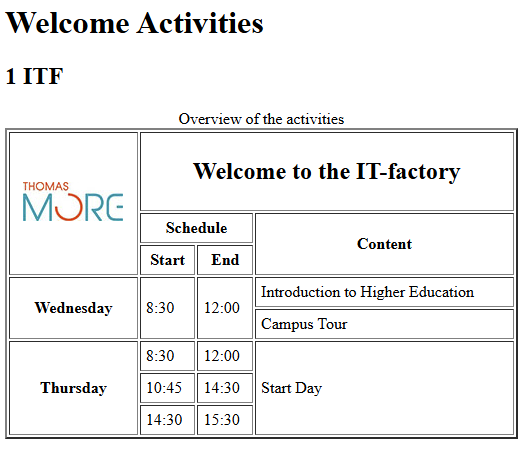 Welcome Activities
1 ITF
Overview of the activities
THOMAS
MORE
Welcome to the IT-factory
Schedule
Content
Start End
Wednesday 8:30 12:00 Introduction to Higher Education
Campus Tour
Thursday 8:30 12:00 Start Day
10:45 14:30
14:30 15:30